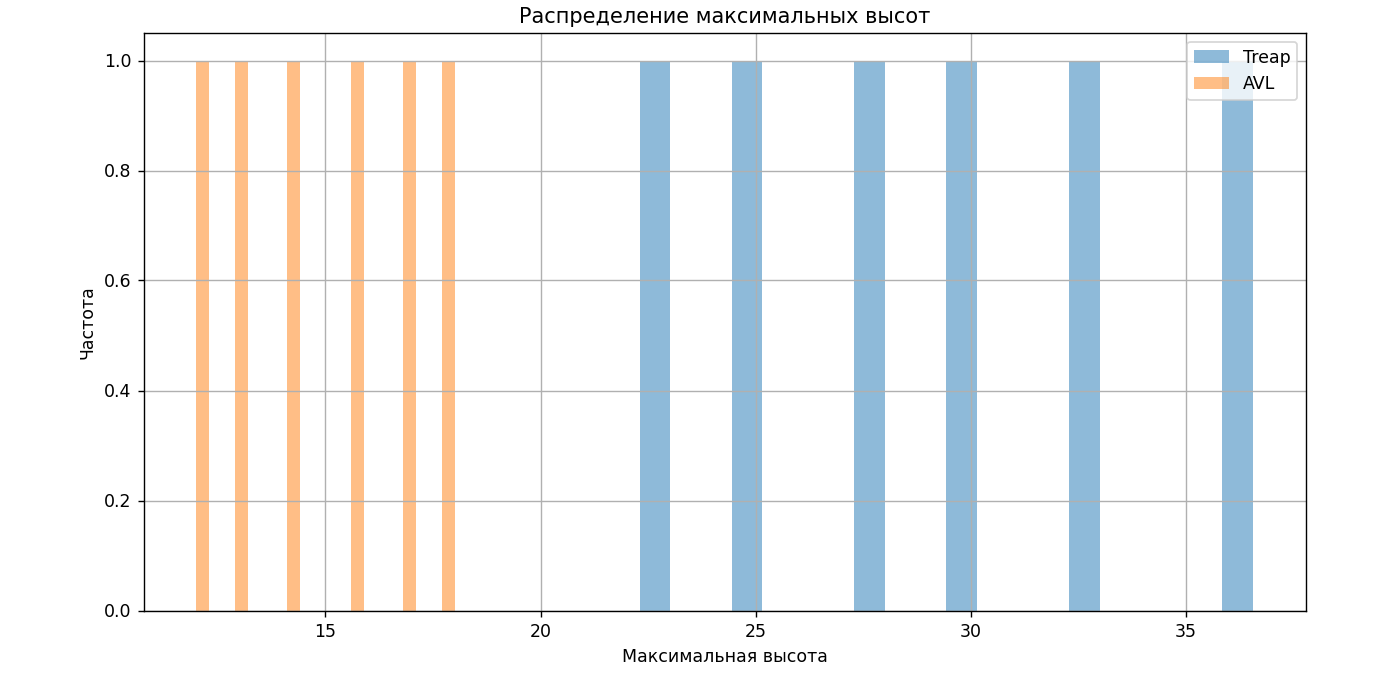 Распределение максимальных высот
Treap
AVL
1.0
0.8
0.6
0.4
0.2
0.0
Частота
15 20 25 30 35
Максимальная высота